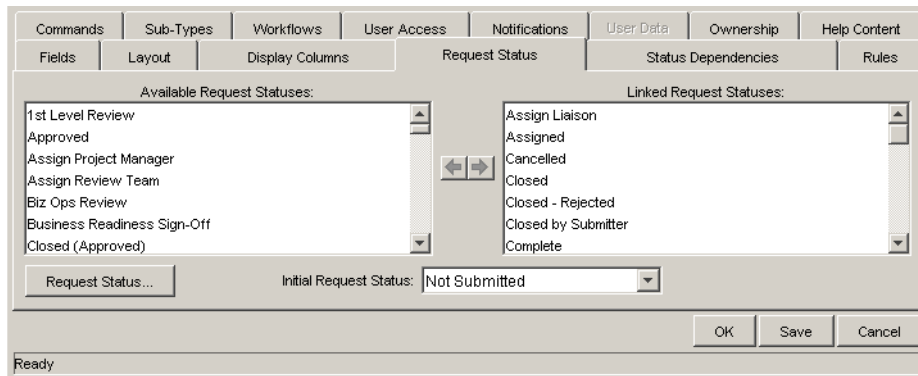 Commands Sub-Types Workflows User Access Notifications User Data Ownership Help Content
Fields Layout Display Columns Request Status Status Dependencies Rules
Available Request Statuses: Linked Request Statuses:
1st Level Review Assign Liaison
Approved Assigned
Assign Project Manager Cancelled
Assign Review Team Closed
Biz Ops Review Closed - Rejected
Business Readiness Sign-Off Closed by Submitter
Closed (Approved) Complete
Request Status... Initial Request Status: Not Submitted
OK Save Cancel
Ready